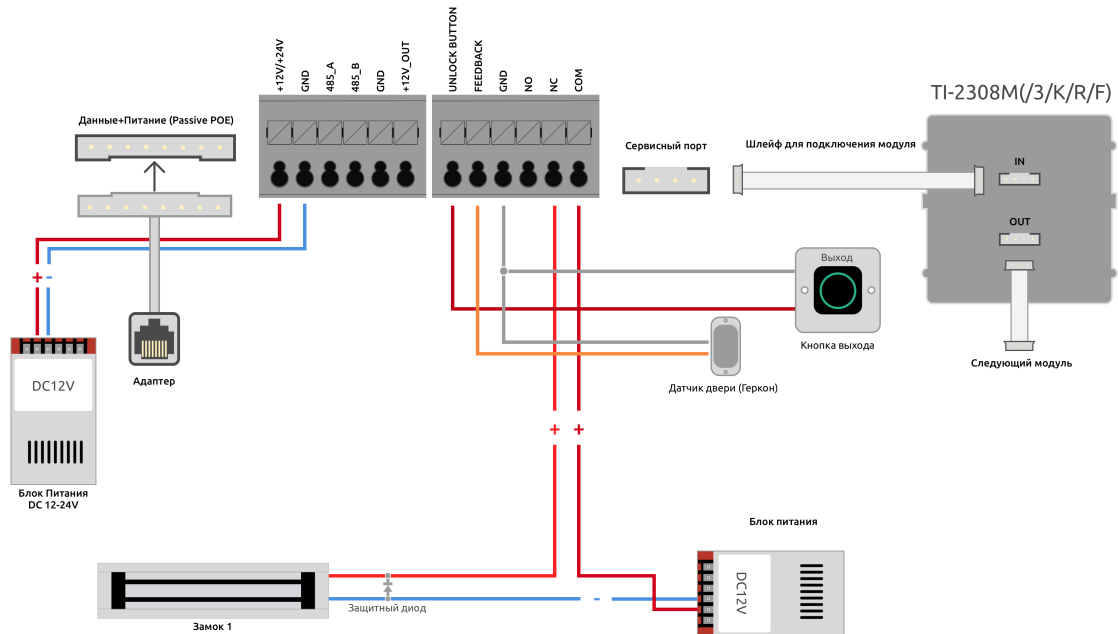 +12V/+24V
GND
485_A
485_B
GND
+12V_OUT
UNLOCK BUTTON
FEEDBACK
GND
NO
NC
COM
TI-2308M(/3/K/R/F)
Данные+Питание (Passive POE)
Сервисный порт
Шлейф для подключения модуля
IN
OUT
Выход
+ -
Кнопка выхода
Следующий модуль
DC12V
Адаптер
Датчик двери (Геркон)
+ +
Блок Питания
DC 12-24V
Блок питания
DC12V
-
Защитный диод
Замок 1